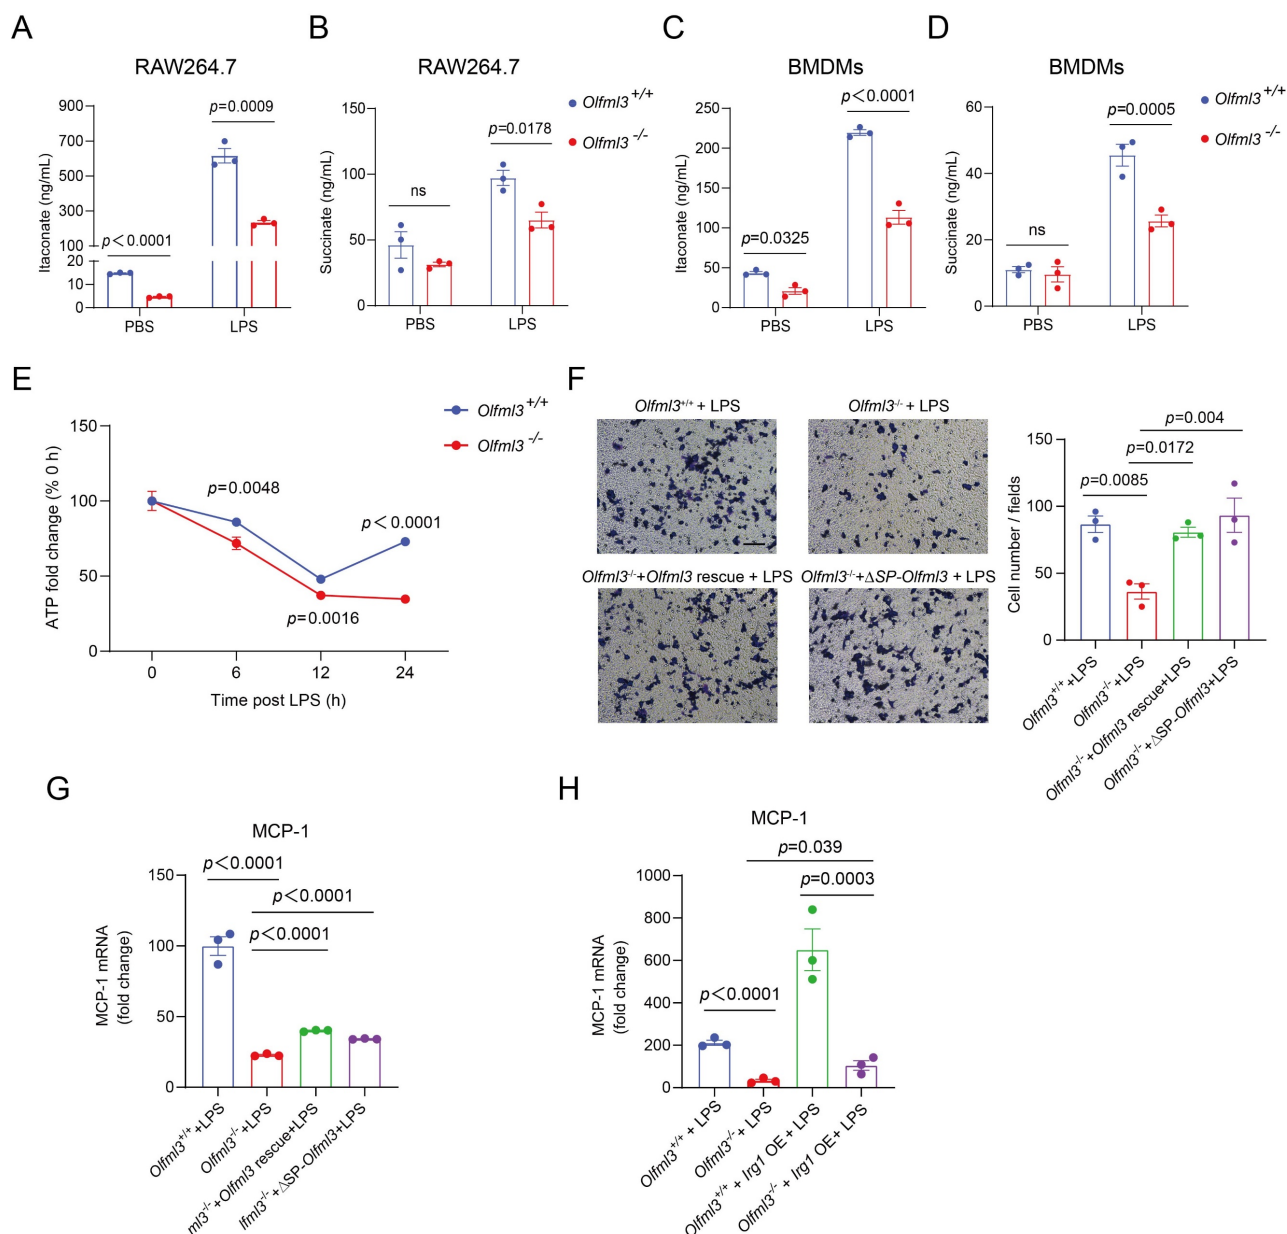 A
B
C
D
RAW264.7
RAW264.7
BMDMs
BMDMs
Olfml3 +/+
Olfml3 -/-
Olfml3 +/+
Olfml3 -/-
Itaconate (ng/mL)
900
700
500
300
100
20
10
0
p=0.0009
p<0.0001
PBS
LPS
Succinate (ng/mL)
150
100
50
0
ns
p=0.0178
PBS
LPS
Itaconate (ng/mL)
250
200
150
100
50
0
p<0.0001
p=0.0325
PBS
LPS
Succinate (ng/mL)
60
40
20
0
p=0.0005
ns
PBS
LPS
E
Olfml3 +/+
Olfml3 -/-
ATP fold change (% 0 h)
150
100
50
0
p=0.0048
p<0.0001
p=0.0016
0
6
12
24
Time post LPS (h)
F
Olfml3+/+ + LPS
Olfml3-/- + LPS
Olfml3-/-+Olfml3 rescue + LPS
Olfml3-/-+ΔSP-Olfml3 + LPS
Cell number / fields
150
100
50
0
p=0.004
p=0.0172
p=0.0085
Olfml3+/+ +LPS
Olfml3-/-+LPS
Olfml3-/-+Olfml3 rescue+LPS
Olfml3-/-+ΔSP-Olfml3+LPS
G
MCP-1
MCP-1 mRNA
(fold change)
150
100
50
0
p<0.0001
p<0.0001
p<0.0001
Olfml3+/+ +LPS
Olfml3-/-+LPS
ml3-/-+Olfml3 rescue+LPS
lfml3-/-+ΔSP-Olfml3+LPS
H
MCP-1
MCP-1 mRNA
(fold change)
1000
800
600
400
200
0
p=0.039
p=0.0003
p<0.0001
Olfml3+/+ + LPS
Olfml3-/- + LPS
Olfml3+/+ + Irg1 OE + LPS
Olfml3-/- + Irg1 OE + LPS